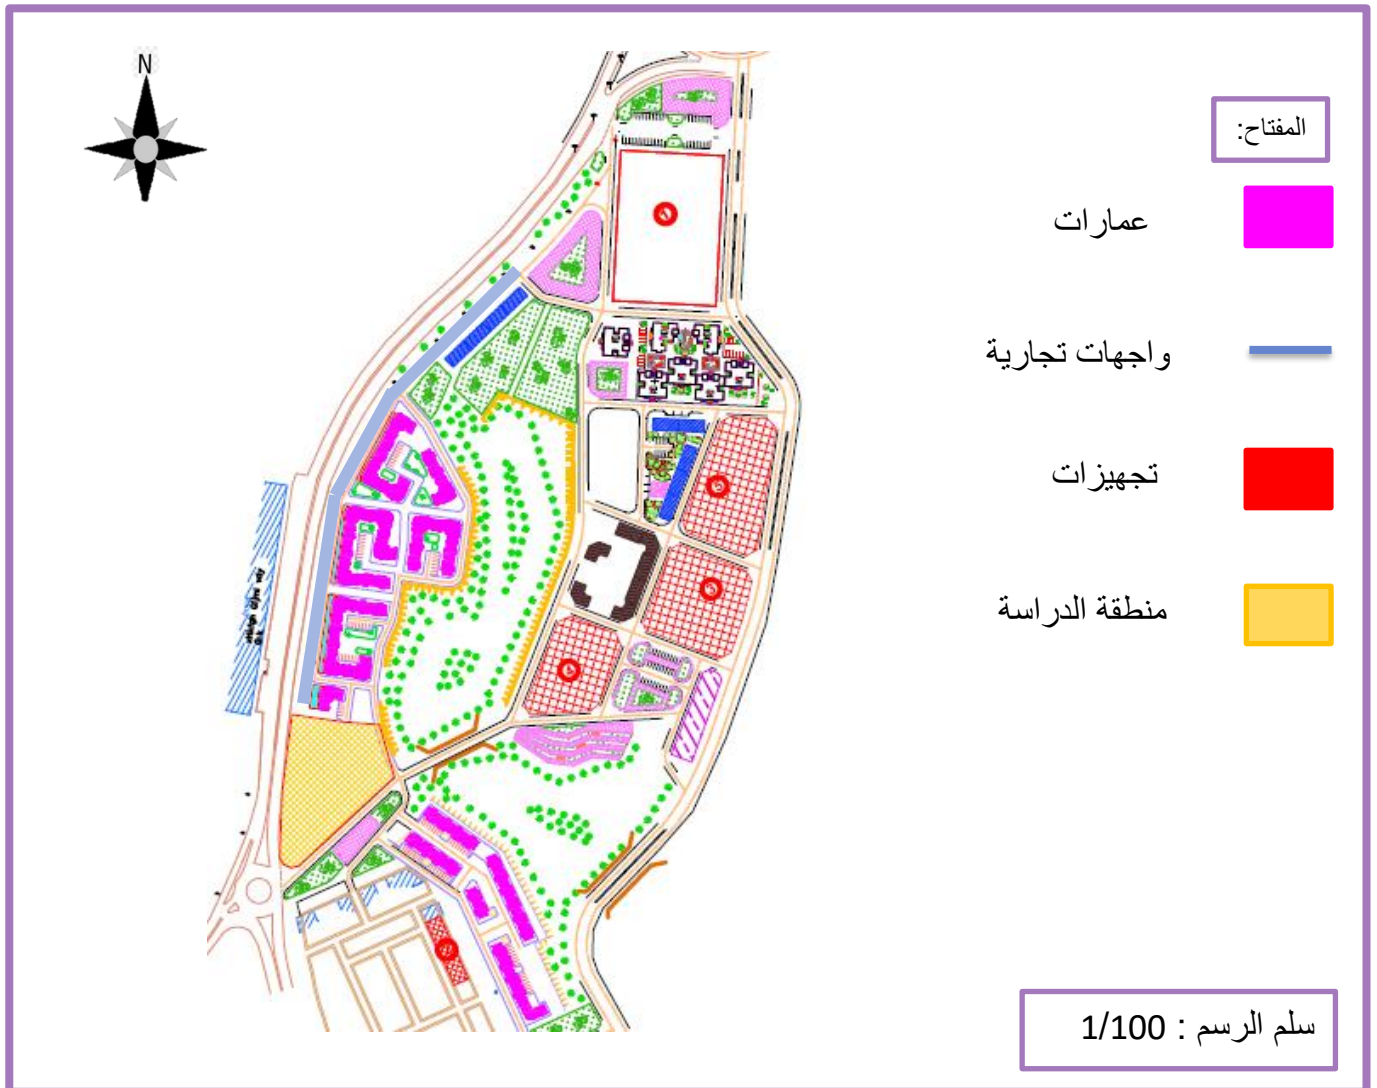 N
المفتاح:
عمارات
واجهات تجارية
تجهيزات
منطقة الدراسة
سلم الرسم : 1/100